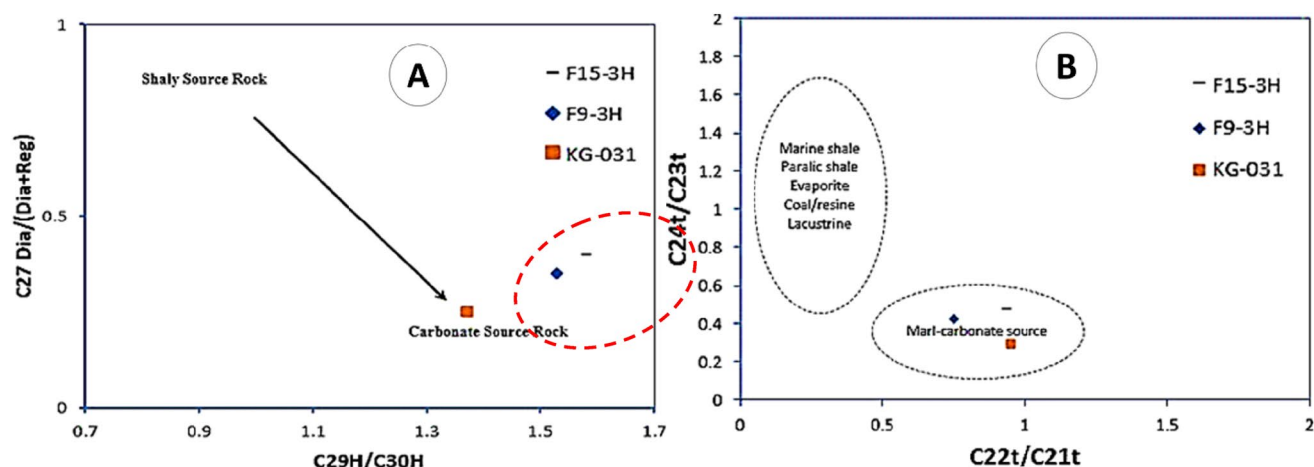 1
Shaly Source Rock
A
F15-3H
F9-3H
KG-031
C27 Dia/(Dia+Reg)
0.5
Carbonate Source Rock
0
0.7
0.9
1.1
1.3
1.5
1.7
C29H/C30H
2
1.8
1.6
1.4
1.2
1
0.8
0.6
0.4
0.2
0
C24t/C23t
B
F15-3H
F9-3H
KG-031
Marine shale
Paralic shale
Evaporite
Coal/resine
Lacustrine
Marl-carbonate source
0
0.5
1
1.5
2
C22t/C21t